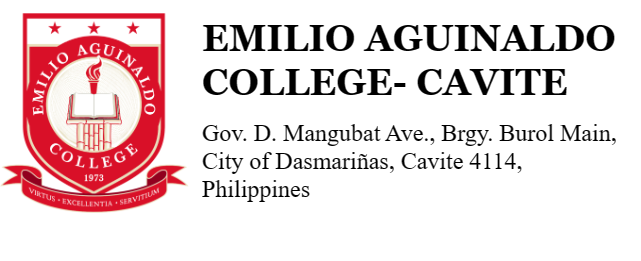 EMILIO AGUINALDO
COLLEGE
1973
VIRTUS • EXCELLENTIA • SERVITIUM
EMILIO AGUINALDO
COLLEGE- CAVITE
Gov. D. Mangubat Ave., Brgy. Burol Main,
City of Dasmariñas, Cavite 4114,
Philippines